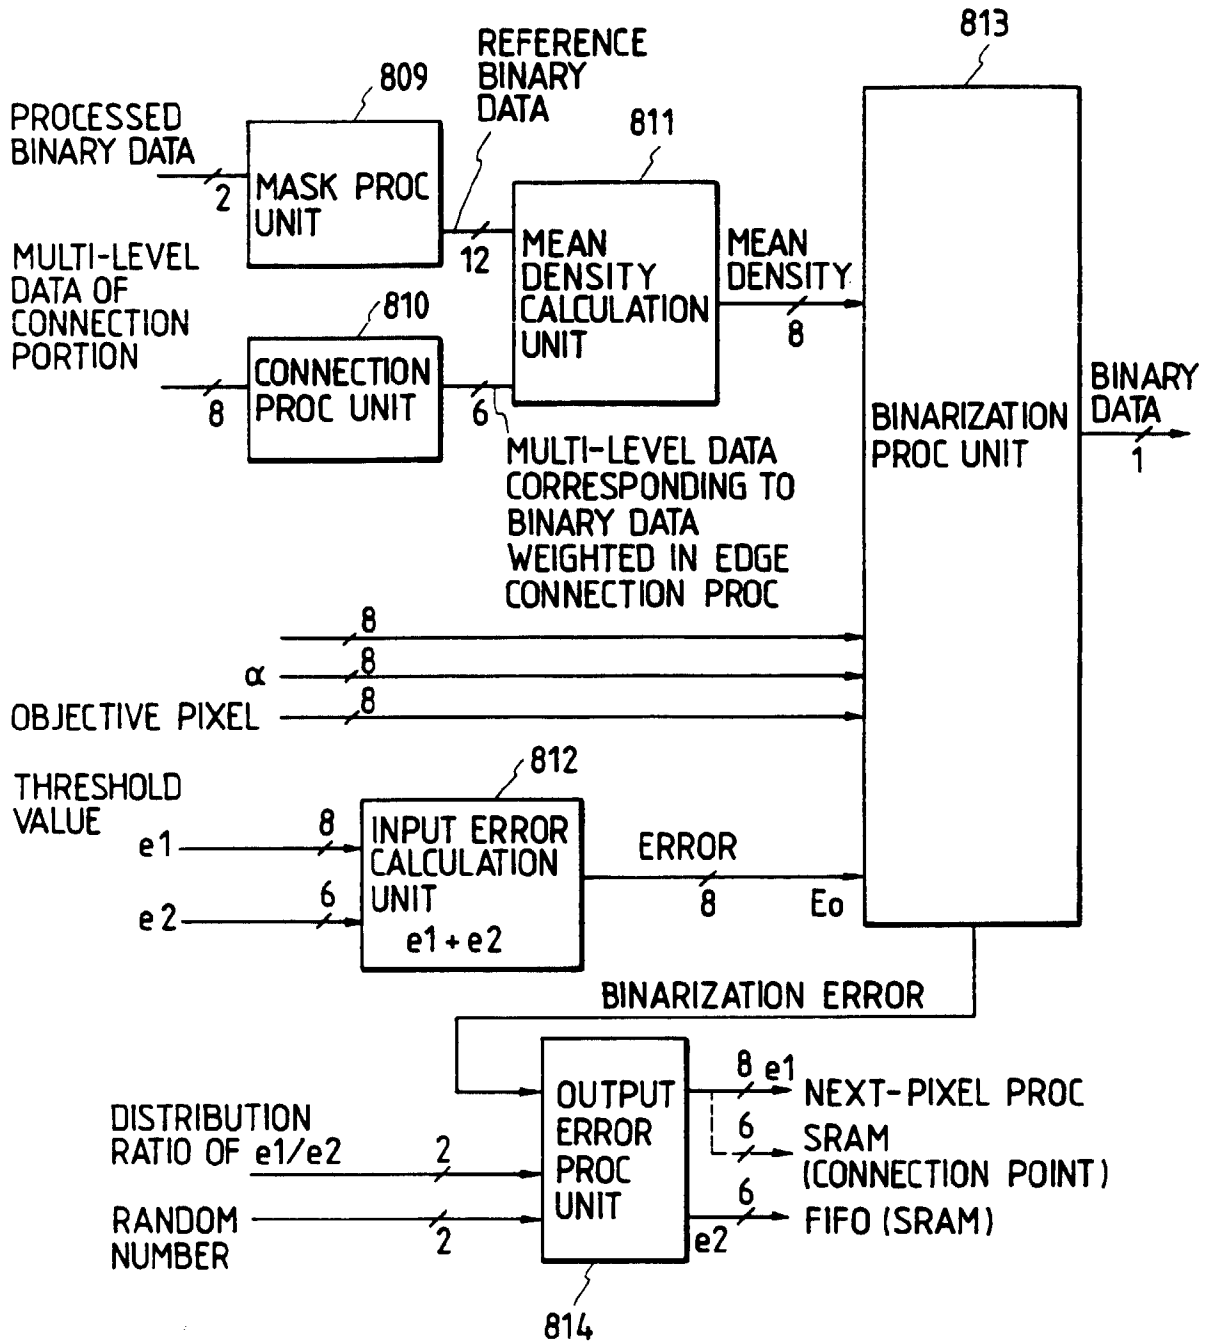 813
REFERENCE
BINARY
DATA
809
PROCESSED
BINARY DATA
2
MASK PROC
UNIT
12
811
MEAN
DENSITY
CALCULATION
UNIT
MEAN
DENSITY
8
MULTI-LEVEL
DATA OF
CONNECTION
PORTION
8
810
CONNECTION
PROC UNIT
6
MULTI-LEVEL DATA
CORRESPONDING TO
BINARY DATA
WEIGHTED IN EDGE
CONNECTION PROC
BINARIZATION
PROC UNIT
BINARY
DATA
1
8
α
8
OBJECTIVE PIXEL
8
THRESHOLD
VALUE
e1
8
e2
6
812
INPUT ERROR
CALCULATION
UNIT
e1 + e2
ERROR
8
Eo
BINARIZATION ERROR
OUTPUT
ERROR
PROC
UNIT
DISTRIBUTION
RATIO OF e1/e2
2
RANDOM
NUMBER
2
8
e1
NEXT-PIXEL PROC
6
SRAM
(CONNECTION POINT)
6
e2
FIFO (SRAM)
814